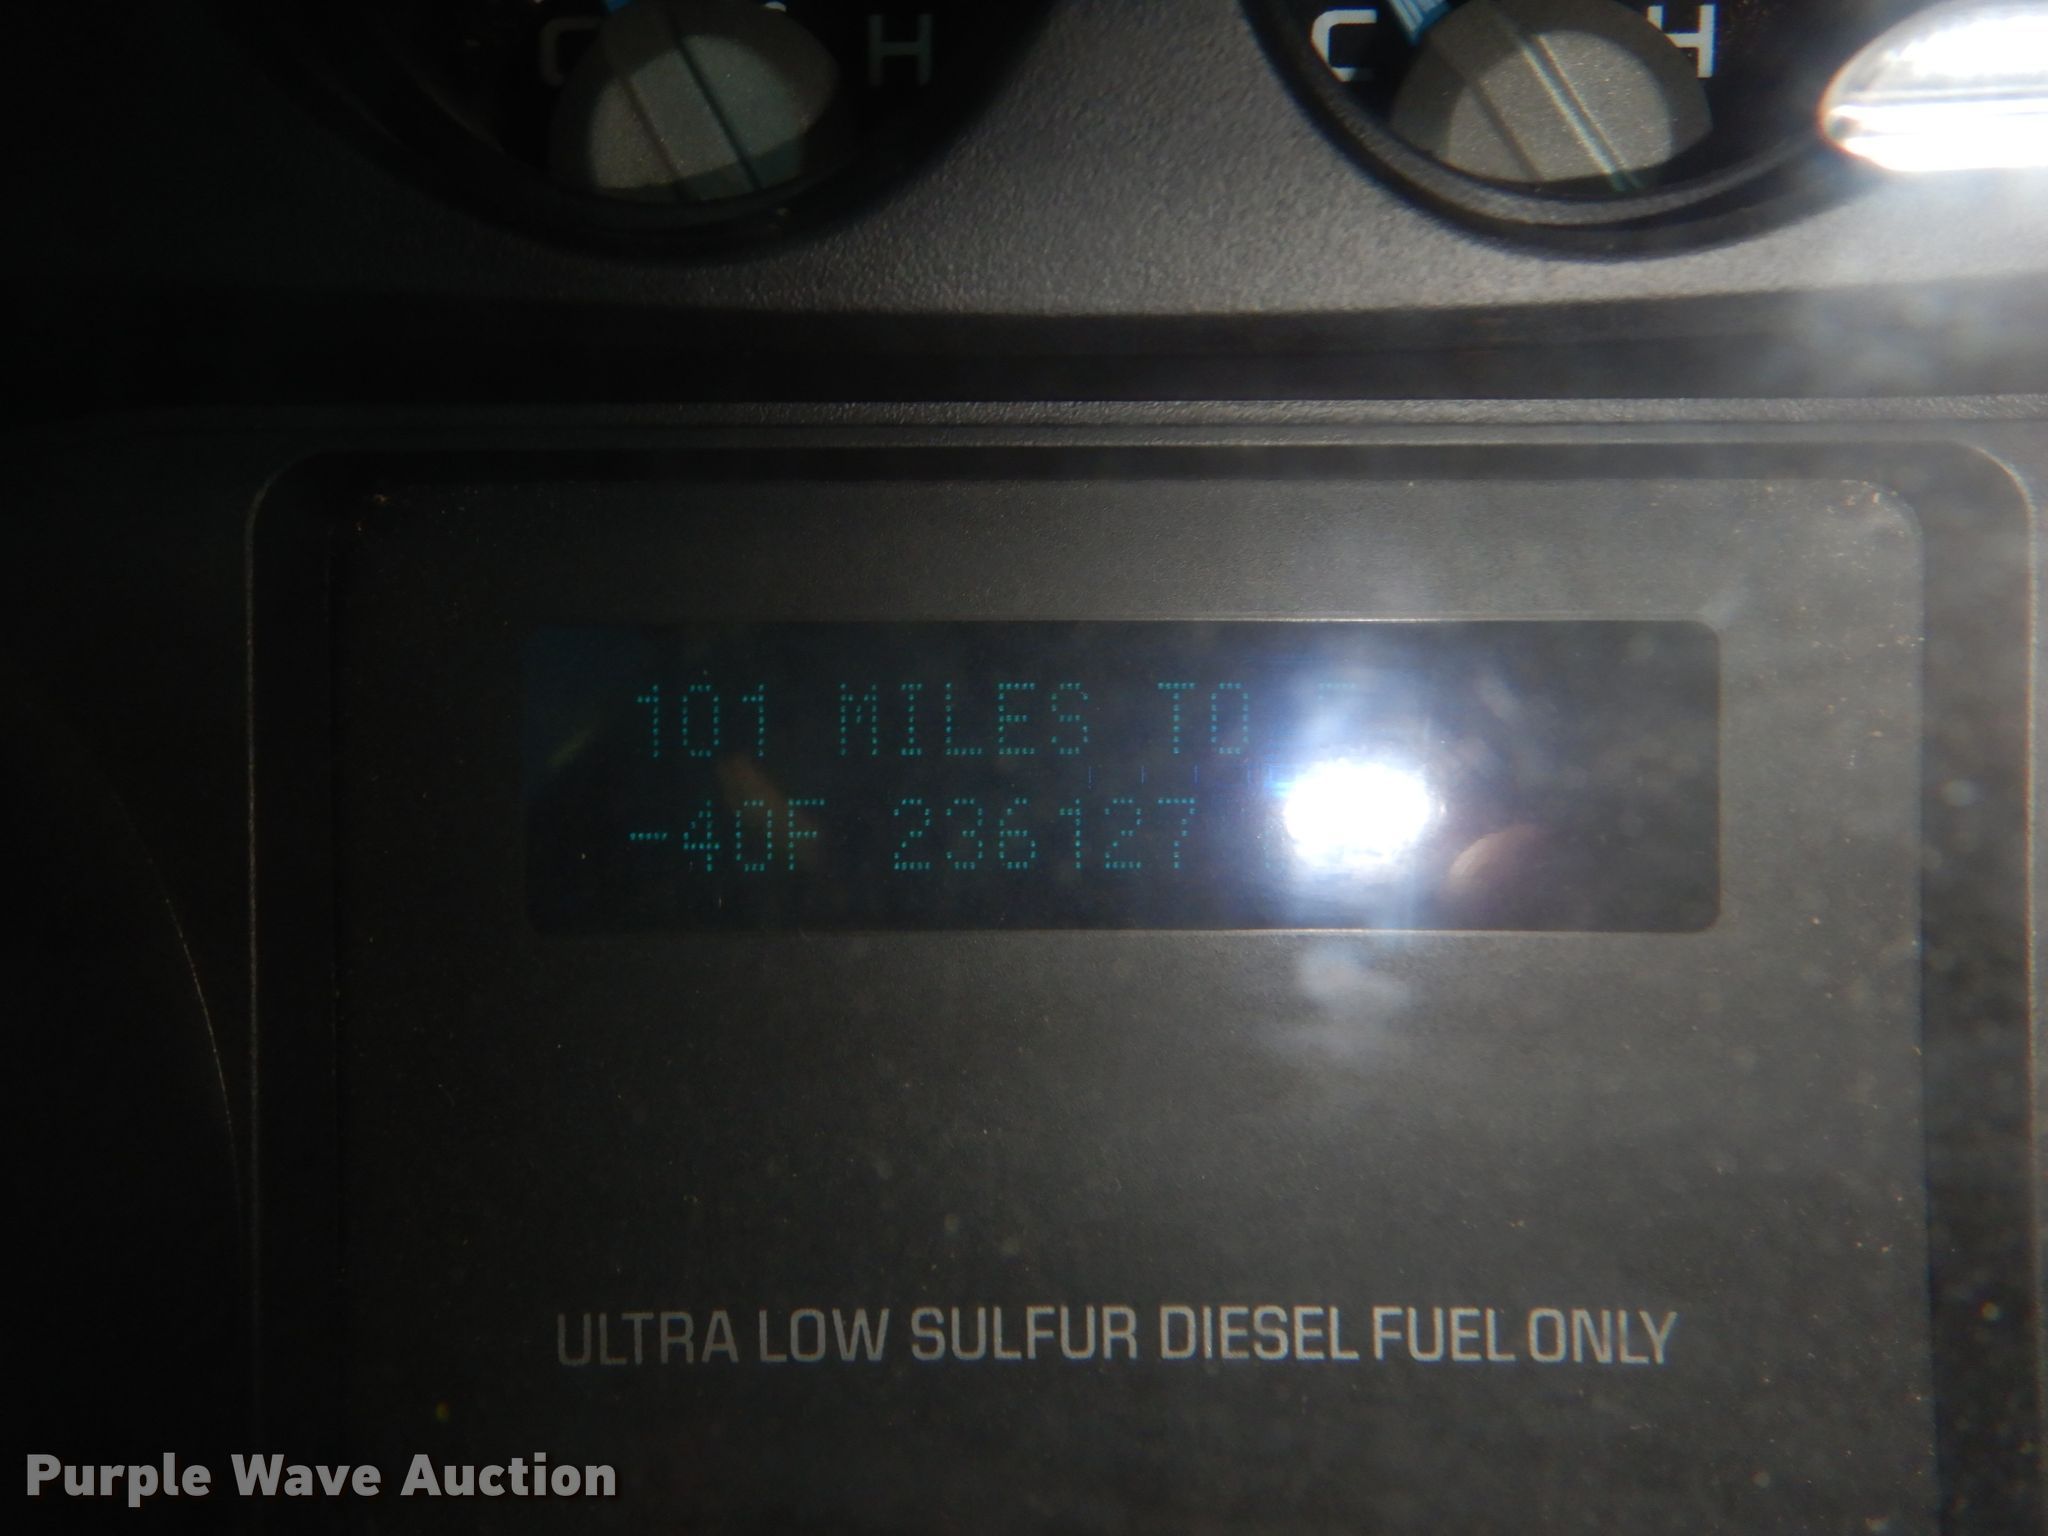 C H C H
101 MILES TO
-40F 236127
ULTRA LOW SULFUR DIESEL FUEL ONLY
Purple Wave Auction